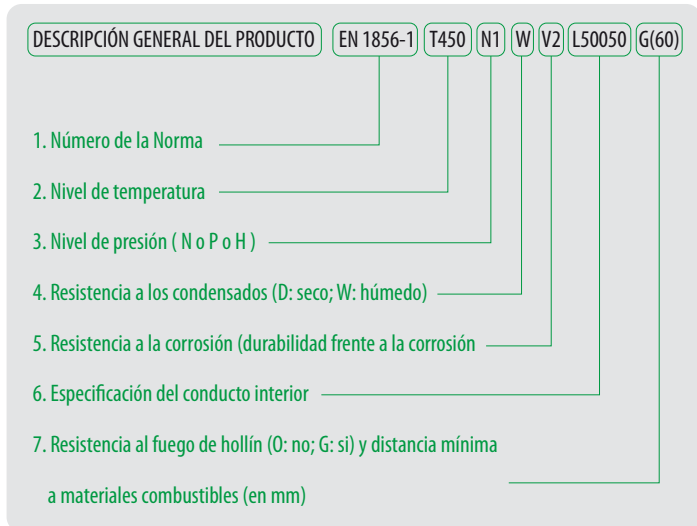 DESCRIPCIÓN GENERAL DEL PRODUCTO EN 1856-1 T450 N1 W V2 L50050 G(60)
1. Número de la Norma
2. Nivel de temperatura
3. Nivel de presión ( N o P o H )
4. Resistencia a los condensados (D: seco; W: húmedo)
5. Resistencia a la corrosión (durabilidad frente a la corrosión
6. Especificación del conducto interior
7. Resistencia al fuego de hollín (O: no; G: si) y distancia mínima
a materiales combustibles (en mm)